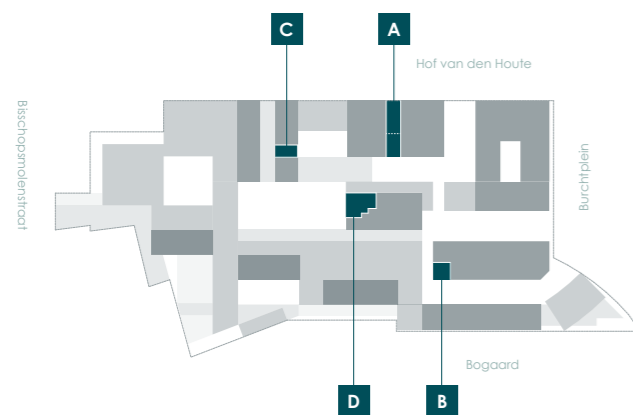 C
A
Hof van den Houte
Bisschopsmolenstraat
Burchtplein
Bogaard
D
B